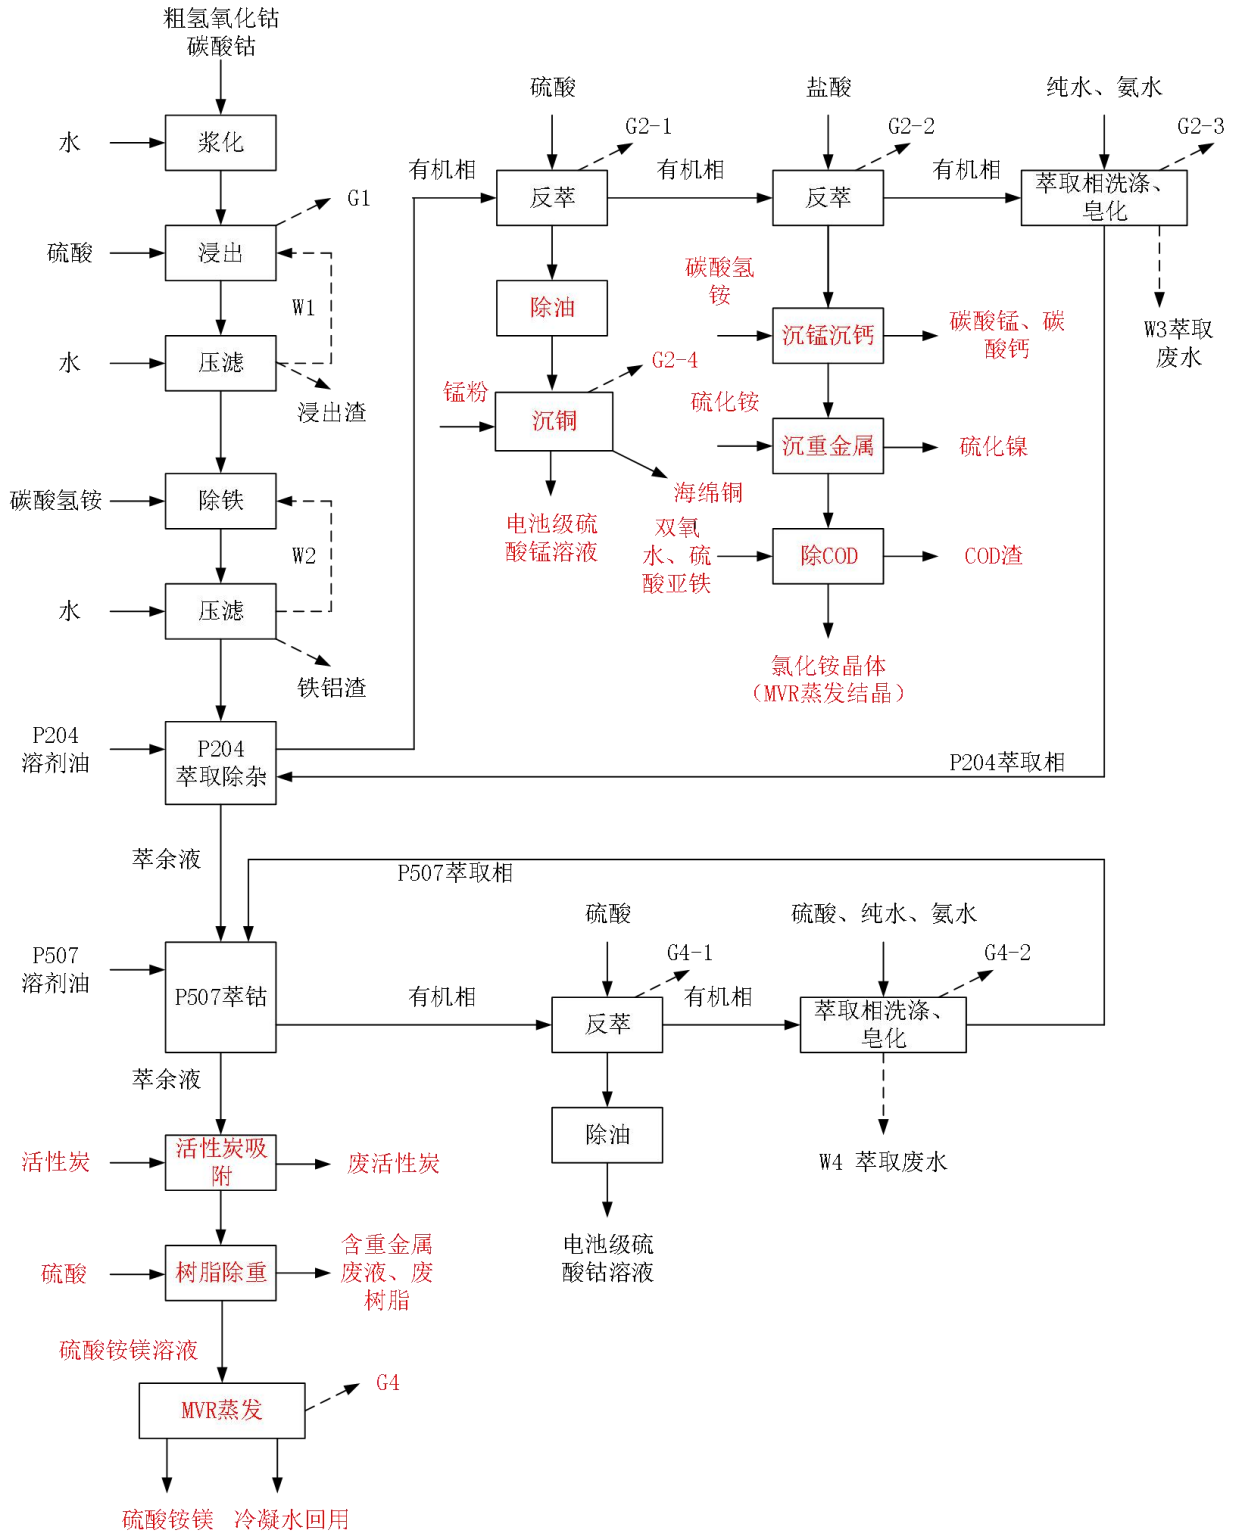 粗氢氧化钴
碳酸钴
水
浆化
G1
硫酸
浸出
W1
水
压滤
浸出渣
碳酸氢铵
除铁
W2
水
压滤
铁铝渣
P204
溶剂油
P204
萃取除杂
有机相
硫酸
G2-1
反萃
有机相
除油
锰粉
G2-4
沉铜
海绵铜
电池级硫
酸锰溶液
盐酸
G2-2
反萃
有机相
碳酸氢
铵
沉锰沉钙
碳酸锰、碳
酸钙
硫化铵
沉重金属
硫化镍
双氧
水、硫
酸亚铁
除COD
COD渣
氯化铵晶体
（MVR蒸发结晶）
纯水、氨水
G2-3
萃取相洗涤、
皂化
W3萃取
废水
P204萃取相
萃余液
P507萃取相
P507
溶剂油
P507萃钴
有机相
硫酸
G4-1
反萃
有机相
硫酸、纯水、氨水
G4-2
萃取相洗涤、
皂化
除油
W4 萃取废水
电池级硫
酸钴溶液
萃余液
活性炭
活性炭吸
附
废活性炭
硫酸
树脂除重
含重金属
废液、废
树脂
硫酸铵镁溶液
MVR蒸发
G4
硫酸铵镁
冷凝水回用